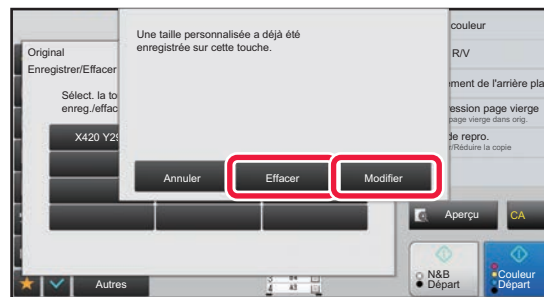 Une taille personnalisée a déjà été
enregistrée sur cette touche.
Annuler
Effacer
Modifier
Original
Enregistrer/Effacer
Sélect. la to
enreg./effac
X420 Y29
Autres
couleur
R/V
ment de l'arrière pla
ession page vierge
page vierge dans orig.
de repro.
r/Réduire la copie
Aperçu
CA
N&B
Départ
Couleur
Départ